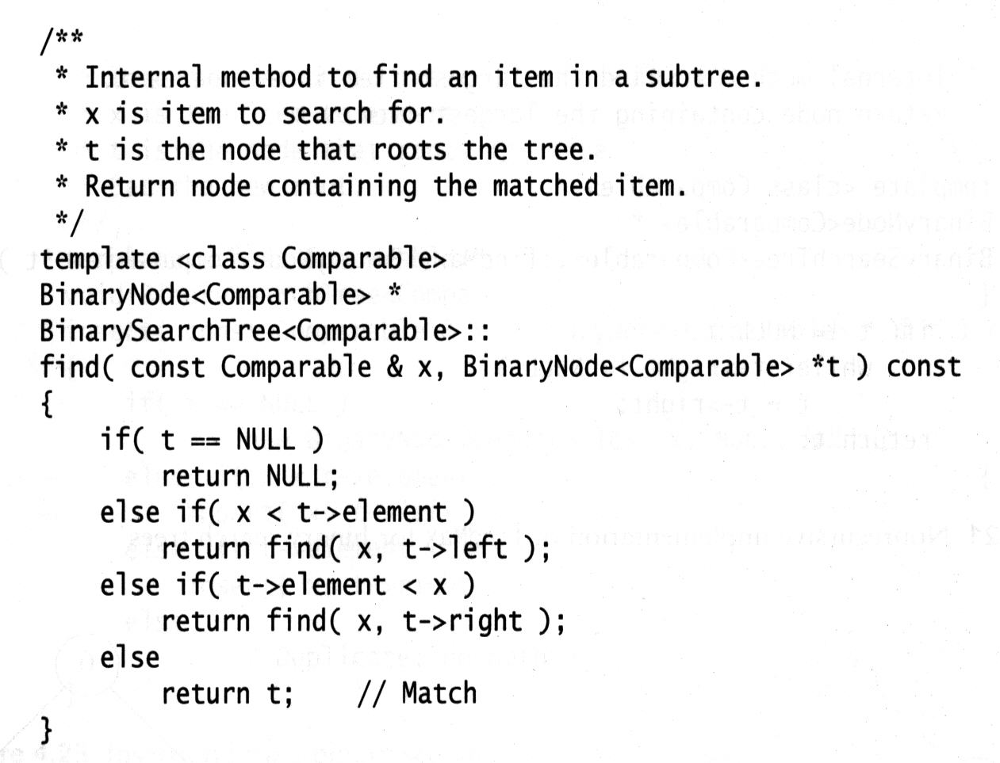 /**
 * Internal method to find an item in a subtree.
 * x is item to search for.
 * t is the node that roots the tree.
 * Return node containing the matched item.
 */
template <class Comparable>
BinaryNode<Comparable> *
BinarySearchTree<Comparable>::
find( const Comparable & x, BinaryNode<Comparable> *t ) const
{
    if( t == NULL )
        return NULL;
    else if( x < t->element )
        return find( x, t->left );
    else if( t->element < x )
        return find( x, t->right );
    else
        return t;    // Match
}